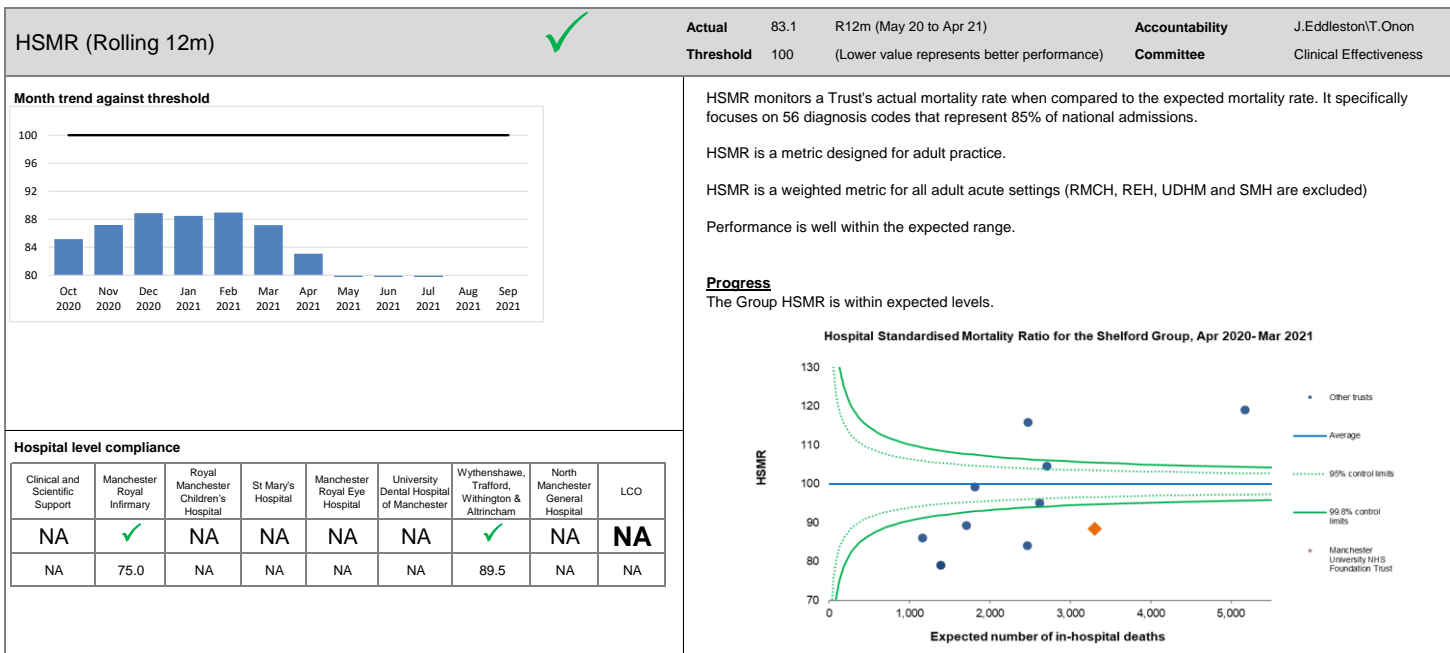 HSMR (Rolling 12m)
Actual 83.1 R12m (May 20 to Apr 21) Accountability J.Eddleston\T.Onon
Threshold 100 (Lower value represents better performance) Committee Clinical Effectiveness
Month trend against threshold
100
96
92
88
84
80
Oct Nov Dec Jan Feb Mar Apr May Jun Jul Aug Sep
2020 2020 2020 2021 2021 2021 2021 2021 2021 2021 2021 2021
Hospital level compliance
Clinical and Scientific Support
Manchester Royal Infirmary
Royal Manchester Children's Hospital
St Mary's Hospital
Manchester Royal Eye Hospital
University Dental Hospital of Manchester
Wythenshawe, Trafford, Withington & Altrincham
North Manchester General Hospital
LCO
NA ✓ NA NA NA NA ✓ NA NA
NA 75.0 NA NA NA NA 89.5 NA NA
HSMR monitors a Trust's actual mortality rate when compared to the expected mortality rate. It specifically
focuses on 56 diagnosis codes that represent 85% of national admissions.
HSMR is a metric designed for adult practice.
HSMR is a weighted metric for all adult acute settings (RMCH, REH, UDHM and SMH are excluded)
Performance is well within the expected range.
Progress
The Group HSMR is within expected levels.
Hospital Standardised Mortality Ratio for the Shelford Group, Apr 2020- Mar 2021
130
120
110
100
90
80
70
HSMR
0 1,000 2,000 3,000 4,000 5,000
Expected number of in-hospital deaths
Other trusts
Average
95% control limits
99.8% control
limits
Manchester
University NHS
Foundation Trust